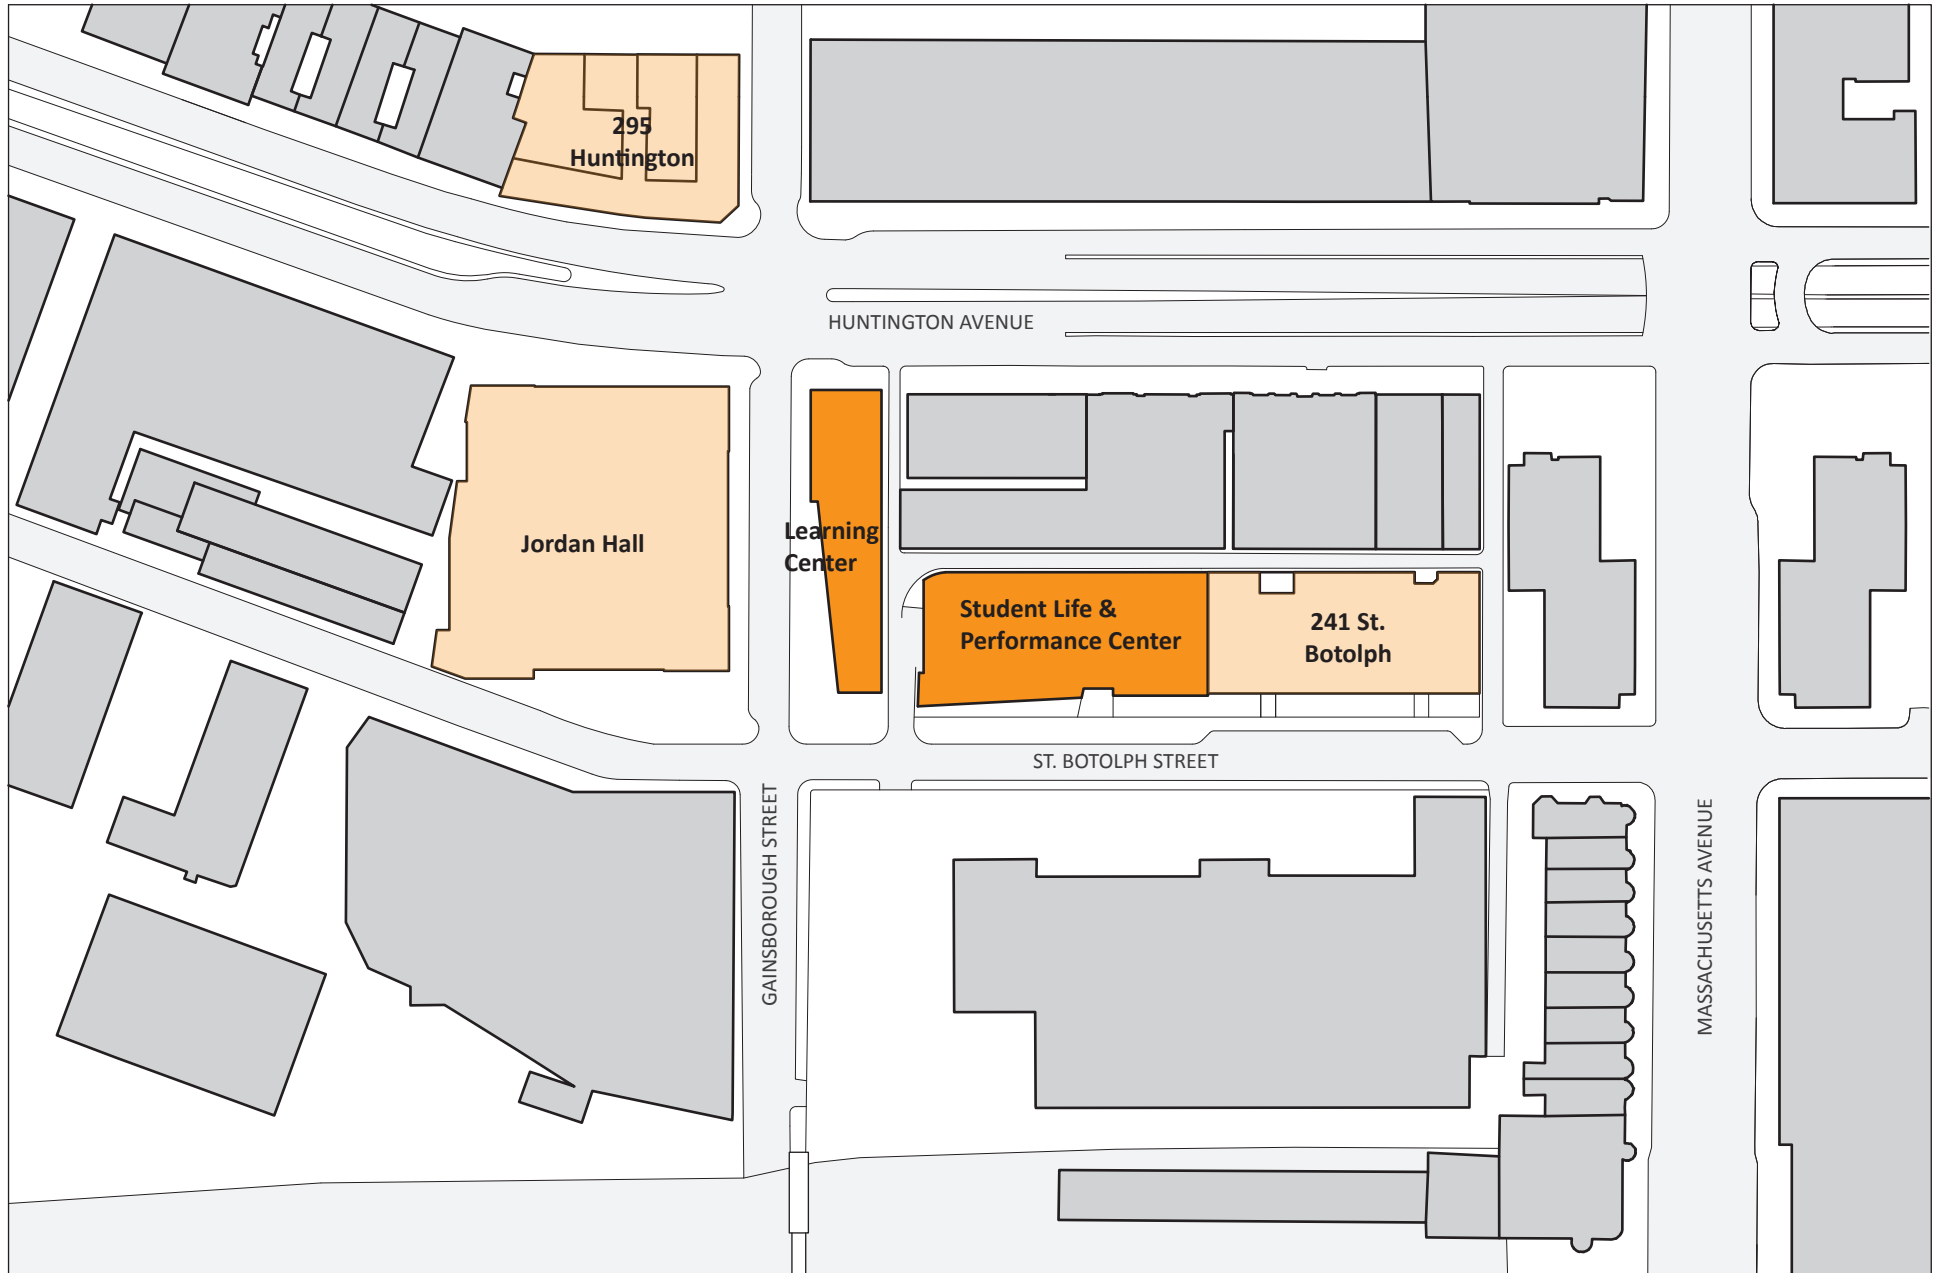 295
Huntington
HUNTINGTON AVENUE
Jordan Hall
Learning
Center
Student Life &
Performance Center
241 St.
Botolph
ST. BOTOLPH STREET
GAINSBOROUGH STREET
MASSACHUSETTS AVENUE